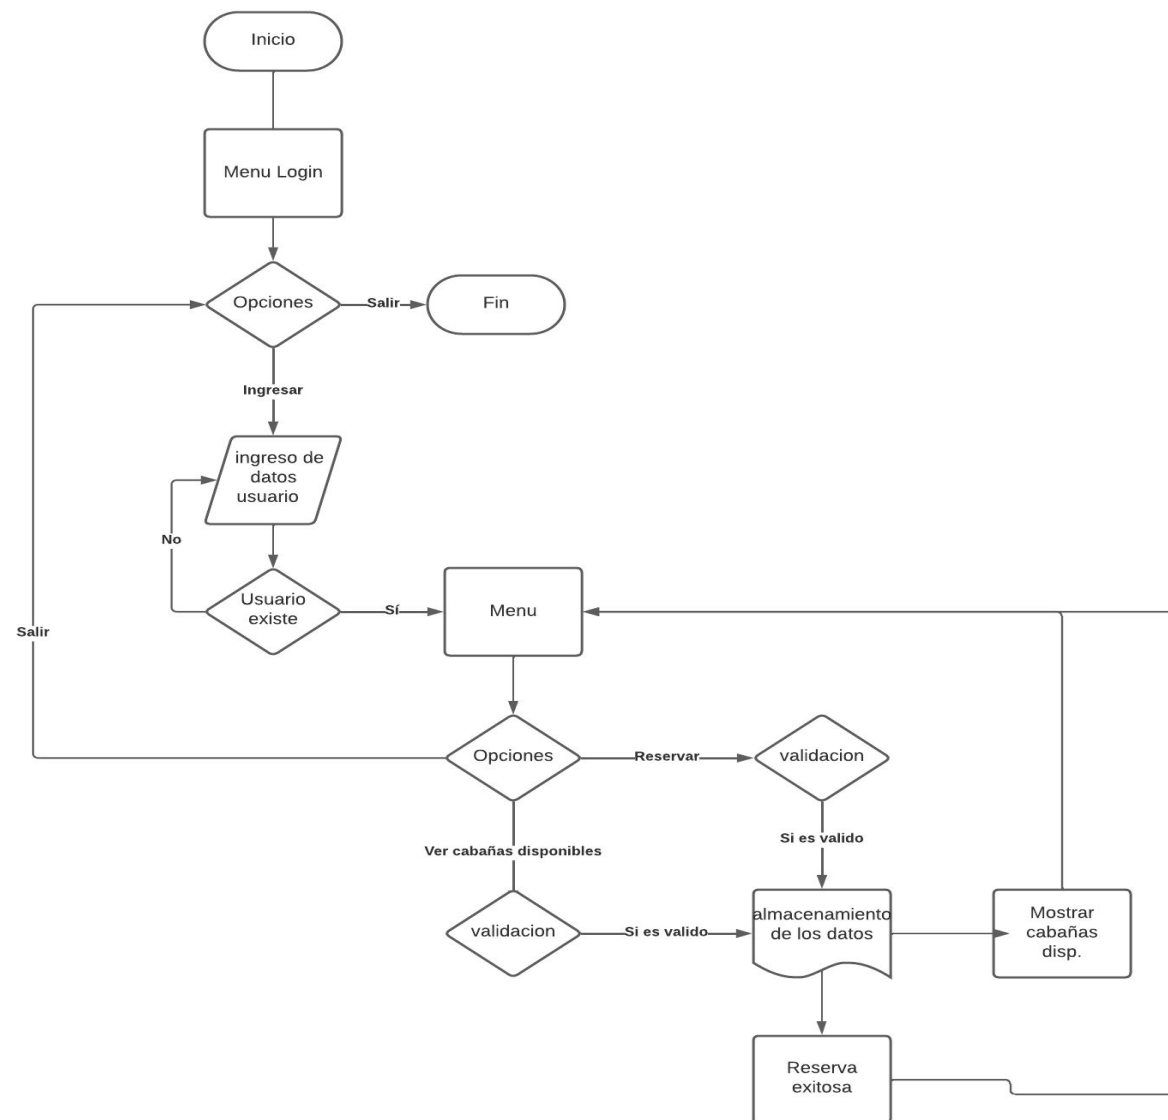 Inicio
Menu Login
Opciones
Salir
Fin
Ingresar
ingreso de
datos
usuario
No
Usuario
existe
Sí
Menu
Salir
Opciones
Reservar
validacion
Ver cabañas disponibles
Si es valido
validacion
Si es valido
almacenamiento
de los datos
Mostrar
cabañas
disp.
Reserva
exitosa